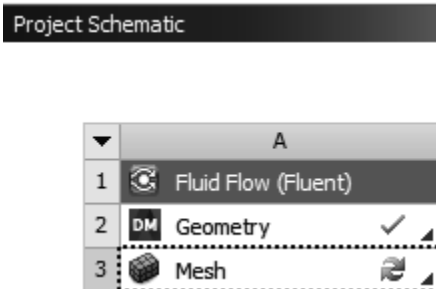 Project Schematic
A
1 Fluid Flow (Fluent)
2 DM Geometry
3 Mesh